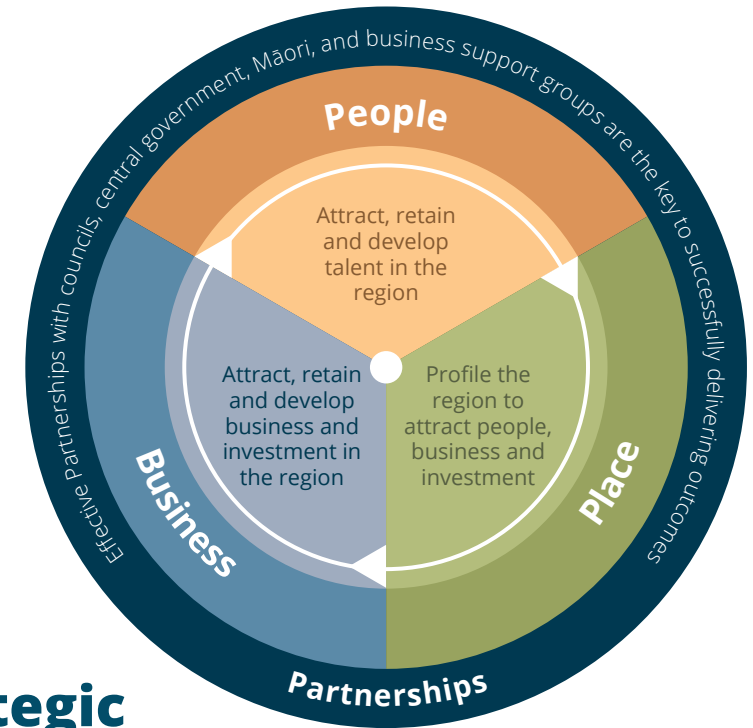 Effective Partnerships with councils, central government, Māori, and business support groups are the key to successfully delivering outcomes
People
Attract, retain
and develop
talent in the
region
Attract, retain
and develop
business and
investment in
the region
Profile the
region to
attract people,
business and
investment
Business
Place
Partnerships